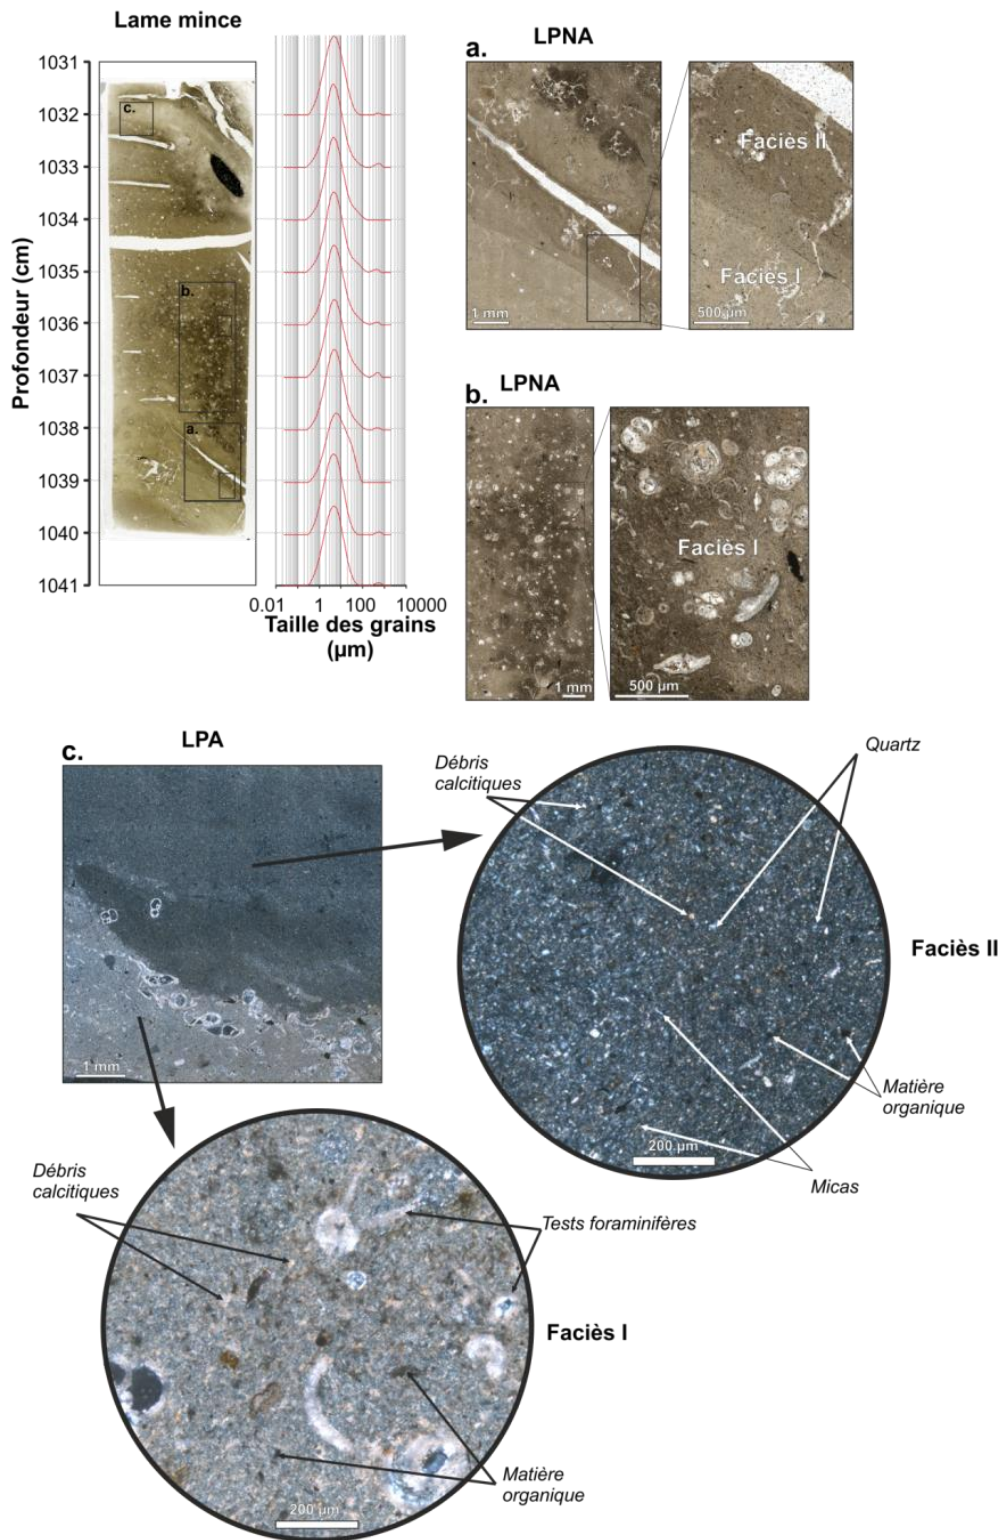 Lame mince
Profondeur (cm)
1031
1032
1033
1034
1035
1036
1037
1038
1039
1040
1041
c.
b.
a.
0.01
1
100
10000
Taille des grains
(µm)
a.
LPNA
Faciès II
Faciès I
1 mm
500 µm
b.
LPNA
Faciès I
1 mm
500 µm
c.
LPA
1 mm
Débris
calcitiques
Quartz
Faciès II
Matière
organique
200 µm
Micas
Débris
calcitiques
Tests foraminifères
Faciès I
Matière
organique
200 µm